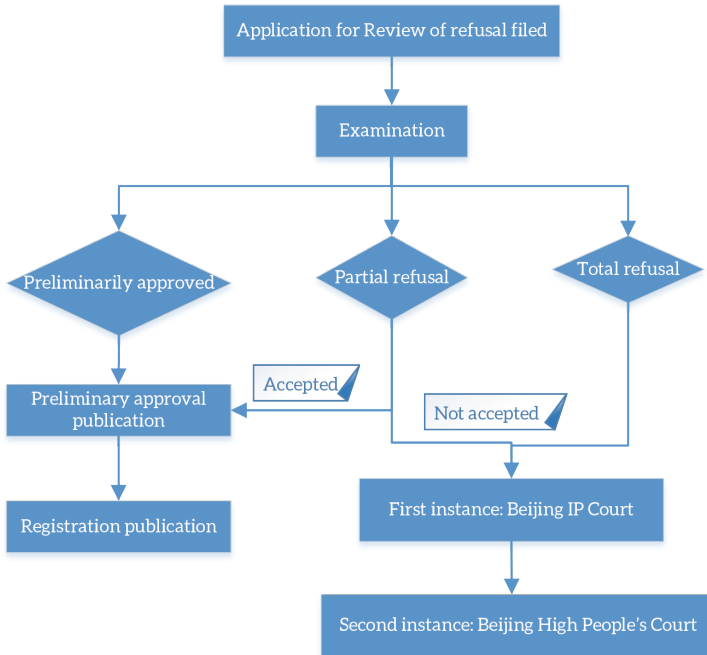 Application for Review of refusal filed
Examination
Preliminarily approved
Partial refusal
Total refusal
Accepted
Preliminary approval
publication
Not accepted
Registration publication
First instance: Beijing IP Court
Second instance: Beijing High People's Court